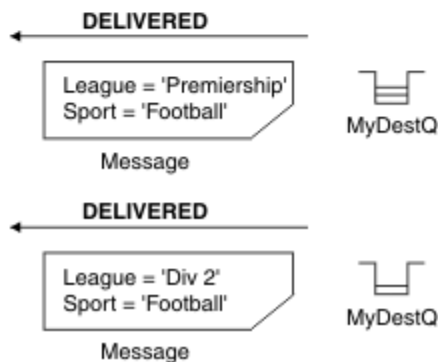 DELIVERED
League = 'Premiership'
Sport = 'Football'
MyDestQ
Message
DELIVERED
League = 'Div 2'
Sport = 'Football'
MyDestQ
Message